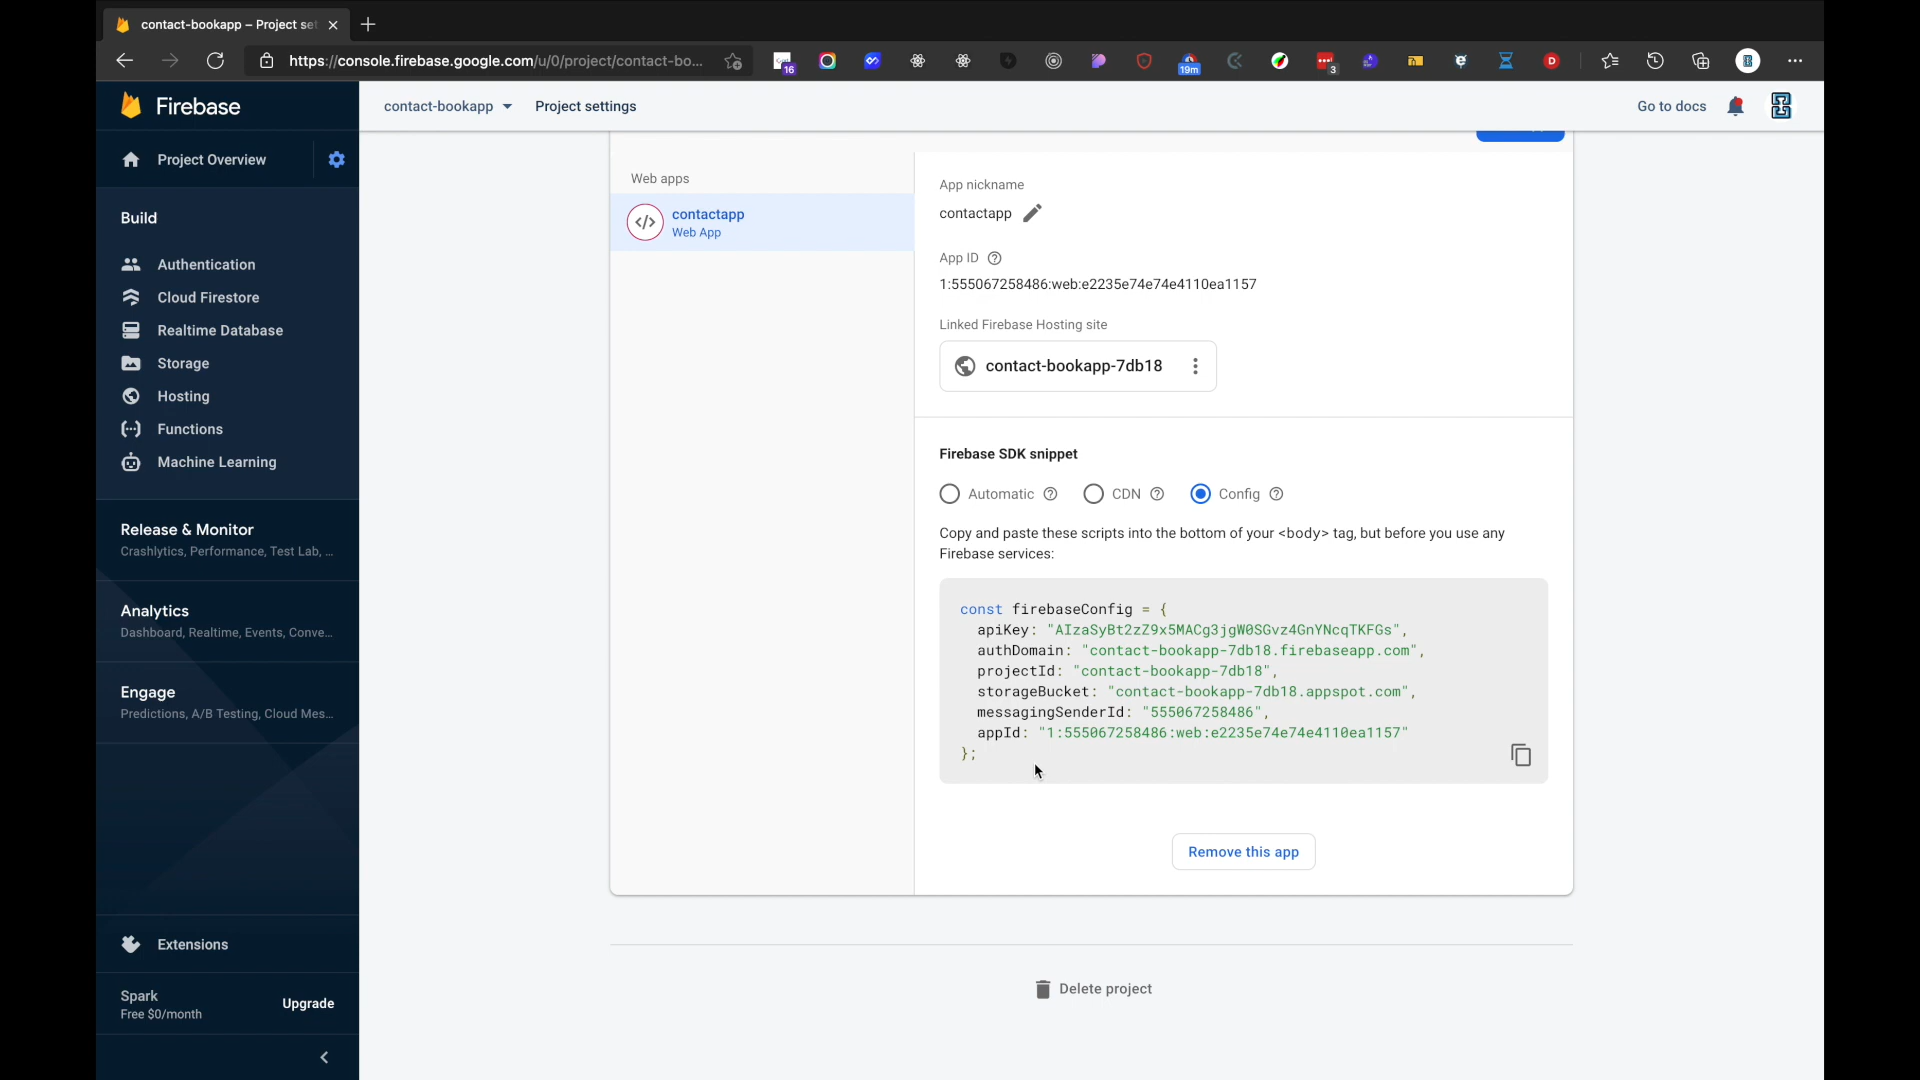 contact-bookapp – Project set
https://console.firebase.google.com/u/0/project/contact-bo...
16
19m
3
D
Firebase
contact-bookapp
Project settings
Go to docs
Project Overview
Build
Authentication
Cloud Firestore
Realtime Database
Storage
Hosting
Functions
Machine Learning
Release & Monitor
Crashlytics, Performance, Test Lab, ...
Analytics
Dashboard, Realtime, Events, Conve...
Engage
Predictions, A/B Testing, Cloud Mes...
Extensions
Spark
Free $0/month
Upgrade
Web apps
contactapp
Web App
App nickname
contactapp
App ID
1:555067258486:web:e2235e74e74e4110ea1157
Linked Firebase Hosting site
contact-bookapp-7db18
Firebase SDK snippet
Automatic
CDN
Config
Copy and paste these scripts into the bottom of your <body> tag, but before you use any
Firebase services:
const firebaseConfig = {
apiKey: "AIzaSyBt2zZ9x5MACg3jgW0SGvz4GnYNcqTKFGs",
authDomain: "contact-bookapp-7db18.firebaseapp.com",
projectId: "contact-bookapp-7db18",
storageBucket: "contact-bookapp-7db18.appspot.com",
messagingSenderId: "555067258486",
appId: "1:555067258486:web:e2235e74e74e4110ea1157"
};
Remove this app
Delete project